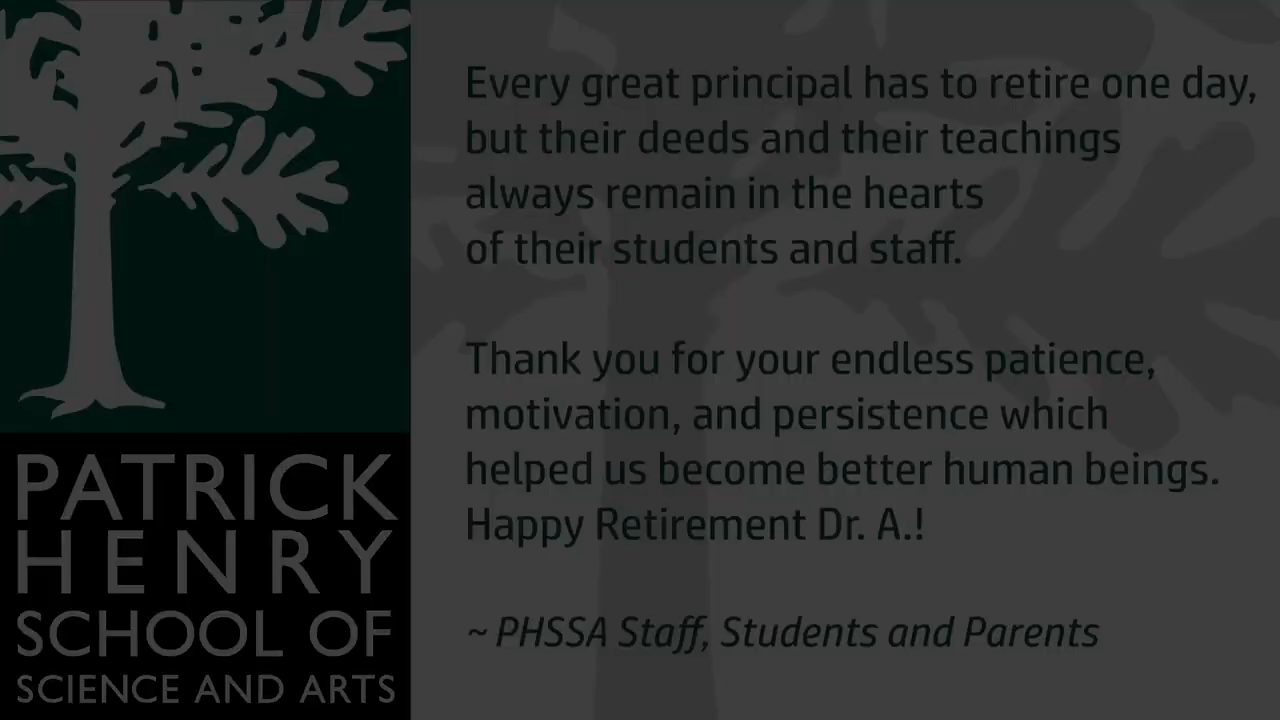 Every great principal has to retire one day,
but their deeds and their teachings
always remain in the hearts
of their students and staff.
Thank you for your endless patience,
motivation, and persistence which
helped us become better human beings.
Happy Retirement Dr. A.!
~ PHSSA Staff, Students and Parents
PATRICK
HENRY
SCHOOL OF
SCIENCE AND ARTS